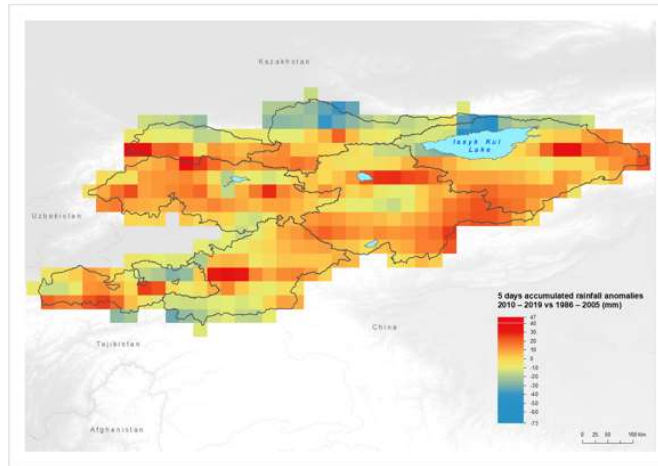 Kazakhstan
Issyk Kul
Lake
Uzbekistan
5 days accumulated rainfall anomalies
2010 – 2019 vs 1986 – 2005 (mm)
China
47
40
30
20
10
0
-10
-20
-30
-40
-50
-60
-73
Tajikistan
Afghanistan
0 25 50 100 Km